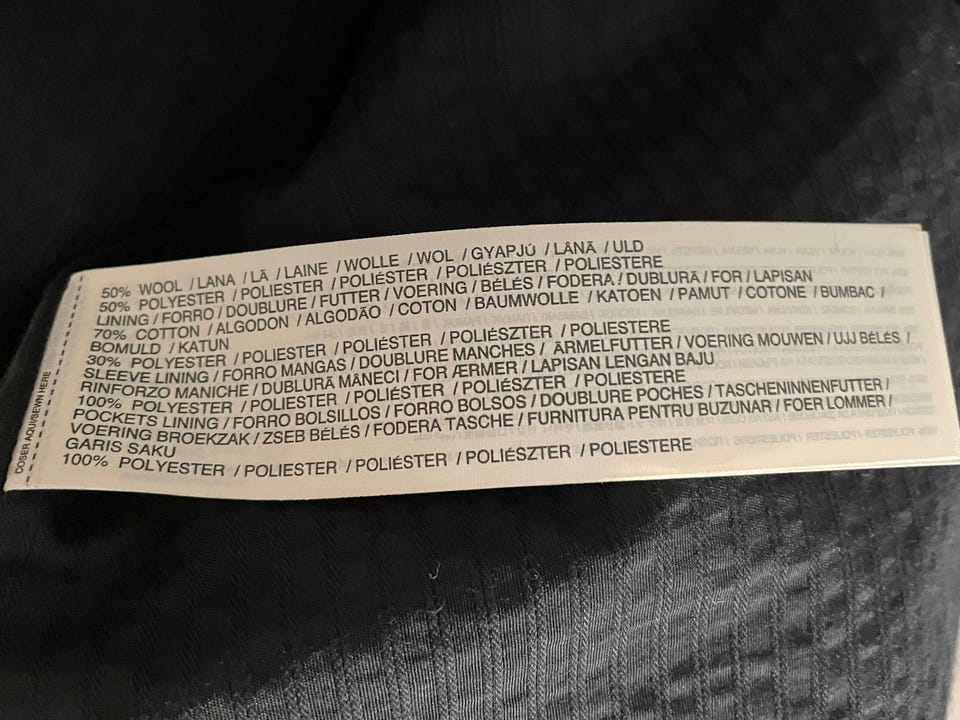 50% WOOL / LANA / LÃ / LAINE / WOLLE / WOL / GYAPJÚ / LÂNĂ / ULD
50% POLYESTER / POLIESTER / POLIÉSTER / POLIÉSZTER / POLIESTERE
LINING / FORRO / DOUBLURE / FUTTER / VOERING / BÉLÉS / FODERA / DUBLURĂ / FOR / LAPISAN
70% COTTON / ALGODON / ALGODÃO / COTON / BAUMWOLLE / KATOEN / PAMUT / COTONE / BUMBAC /
BOMULD / KATUN
30% POLYESTER / POLIESTER / POLIÉSTER / POLIÉSZTER / POLIESTERE
SLEEVE LINING / FORRO MANGAS / DOUBLURE MANCHES / ÄRMELFUTTER / VOERING MOUWEN / UJJ BÉLÉS /
RINFORZO MANICHE / DUBLURĂ MÂNECI / FOR ÆRMER / LAPISAN LENGAN BAJU
100% POLYESTER / POLIESTER / POLIÉSTER / POLIÉSZTER / POLIESTERE
POCKETS LINING / FORRO BOLSILLOS / FORRO BOLSOS / DOUBLURE POCHES / TASCHENINNENFUTTER /
VOERING BROEKZAK / ZSEB BÉLÉS / FODERA TASCHE / FURNITURA PENTRU BUZUNAR / FOER LOMMER /
GARIS SAKU
100% POLYESTER / POLIESTER / POLIÉSTER / POLIÉSZTER / POLIESTERE
COSER AQUI/SEWN HERE